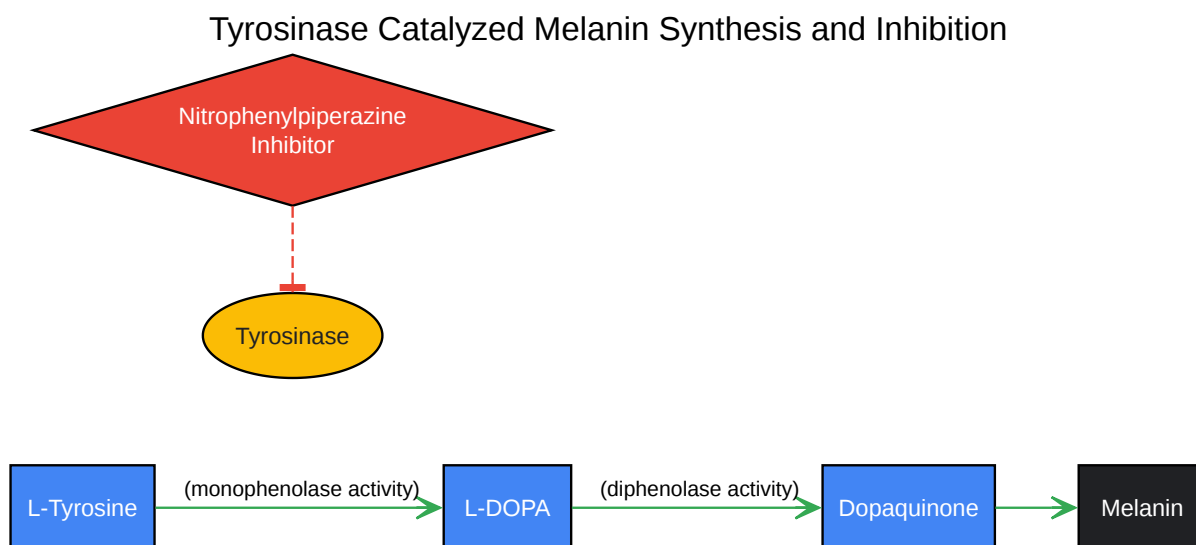 Tyrosinase Catalyzed Melanin Synthesis and Inhibition
Nitrophenylpiperazine
Inhibitor
Tyrosinase
L-Tyrosine
(monophenolase activity)
L-DOPA
(diphenolase activity)
Dopaquinone
Melanin